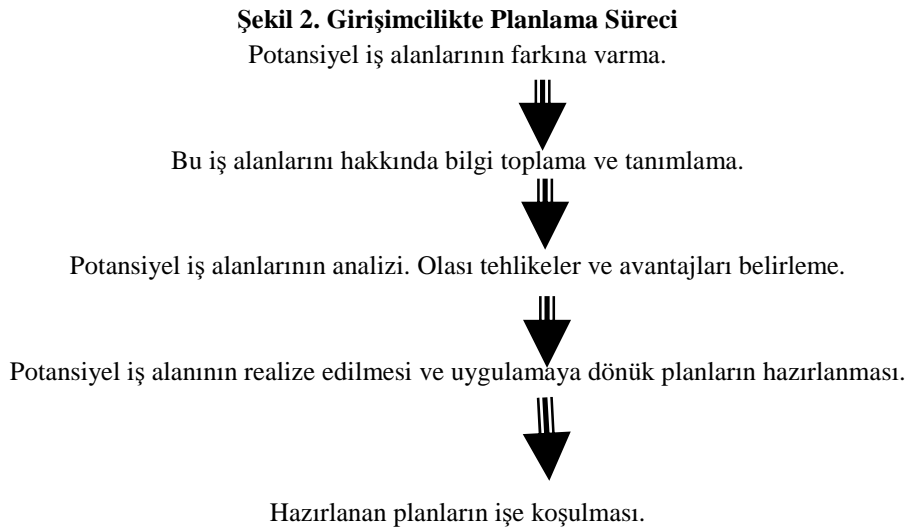 Şekil 2. Girişimcilikte Planlama Süreci
Potansiyel iş alanlarının farkına varma.
Bu iş alanlarını hakkında bilgi toplama ve tanımlama.
Potansiyel iş alanlarının analizi. Olası tehlikeler ve avantajları belirleme.
Potansiyel iş alanının realize edilmesi ve uygulamaya dönük planların hazırlanması.
Hazırlanan planların işe koşulması.